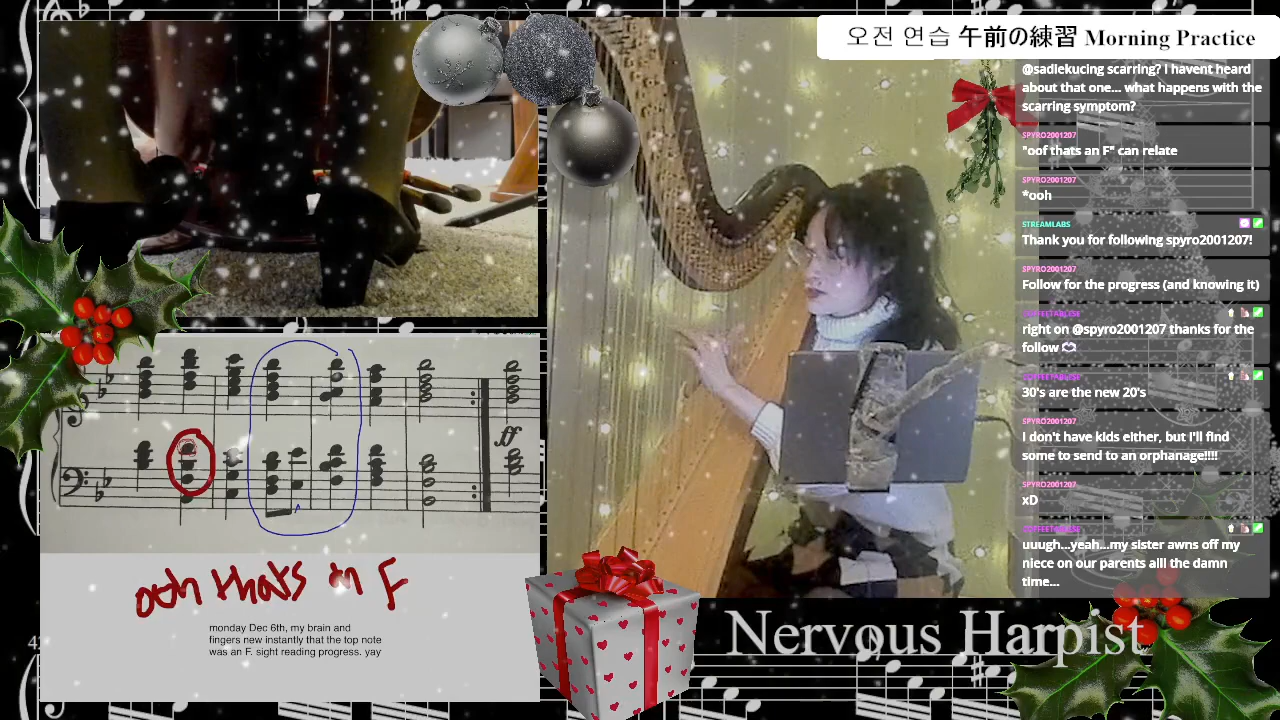 오전 연습 午前の練習 Morning Practice
@sadlekucing scarring? I havent heard
about that one... what happens with the
scarring symptom?
SPYRO2001207
"oof thats an F" can relate
SPYRO2001207
*ooh
STREAMLABS
Thank you for following spyro2001207!
SPYRO2001207
Follow for the progress (and knowing it)
right on @spyro2001207 thanks for the
follow
30's are the new 20's
SPYRO2001207
I don't have kids either, but I'll find
some to send to an orphanage!!!!
SPYRO2001207
xD
uuugh...yeah...my sister awns off my
niece on our parents alll the damn
time...
ff
ooh thats an F
monday Dec 6th, my brain and
fingers new instantly that the top note
was an F. sight reading progress. yay
Nervous Harpist